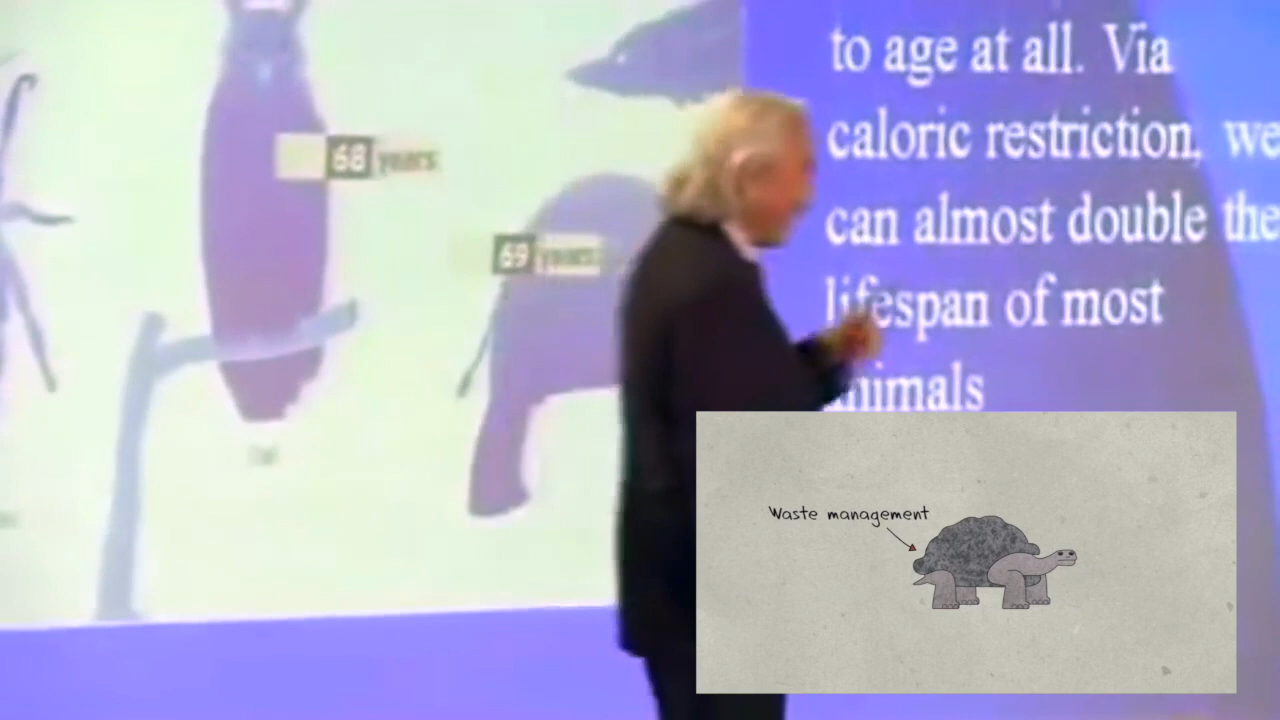 68 years
69 years
to age at all. Via
caloric restriction, we
can almost double the
lifespan of most
animals
Waste management